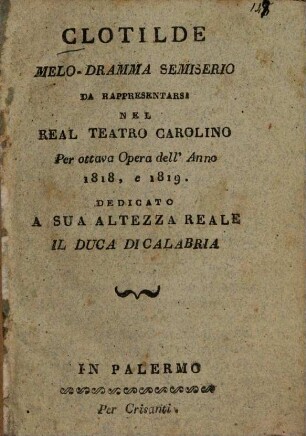 CLOTILDE
MELO-DRAMMA SEMISERIO
DA RAPPRESENTARSI
NEL
REAL TEATRO CAROLINO
Per ottava Opera dell' Anno
1818, e 1819.
DEDICATO
A SUA ALTEZZA REALE
IL DUCA DI CALABRIA
IN PALERMO
Per Crisanti.